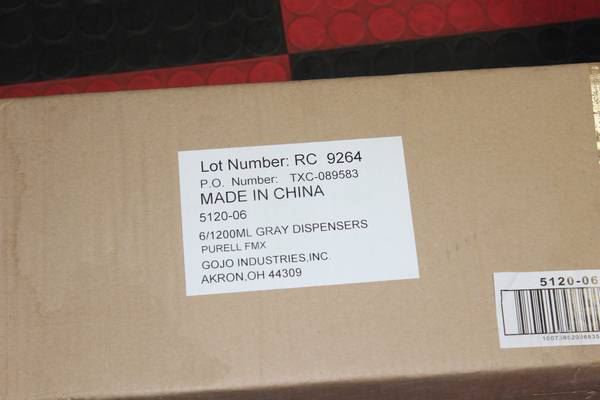 Lot Number: RC 9264
P.O. Number: TXC-089583
MADE IN CHINA
5120-06
6/1200ML GRAY DISPENSERS
PURELL FMX
GOJO INDUSTRIES,INC.
AKRON,OH 44309
5120-06